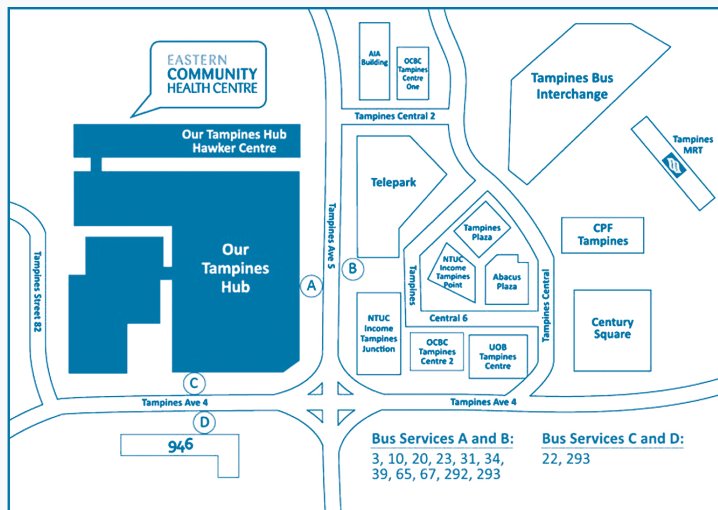 EASTERN
COMMUNITY
HEALTH CENTRE
Our Tampines Hub
Hawker Centre
Our
Tampines
Hub
Tampines Street 82
Tampines Ave 5
A
B
C
D
Tampines Ave 4
946
AIA
Building
OCBC
Tampines
Centre
One
Tampines Central 2
Telepark
Tampines Bus
Interchange
Tampines
MRT
Tampines
Plaza
NTUC
Income
Tampines
Point
Abacus
Plaza
CPF
Tampines
Tampines
Central 6
Tampines Central
Century
Square
NTUC
Income
Tampines
Junction
OCBC
Tampines
Centre 2
UOB
Tampines
Centre
Tampines Ave 4
Bus Services A and B:
3, 10, 20, 23, 31, 34,
39, 65, 67, 292, 293
Bus Services C and D:
22, 293